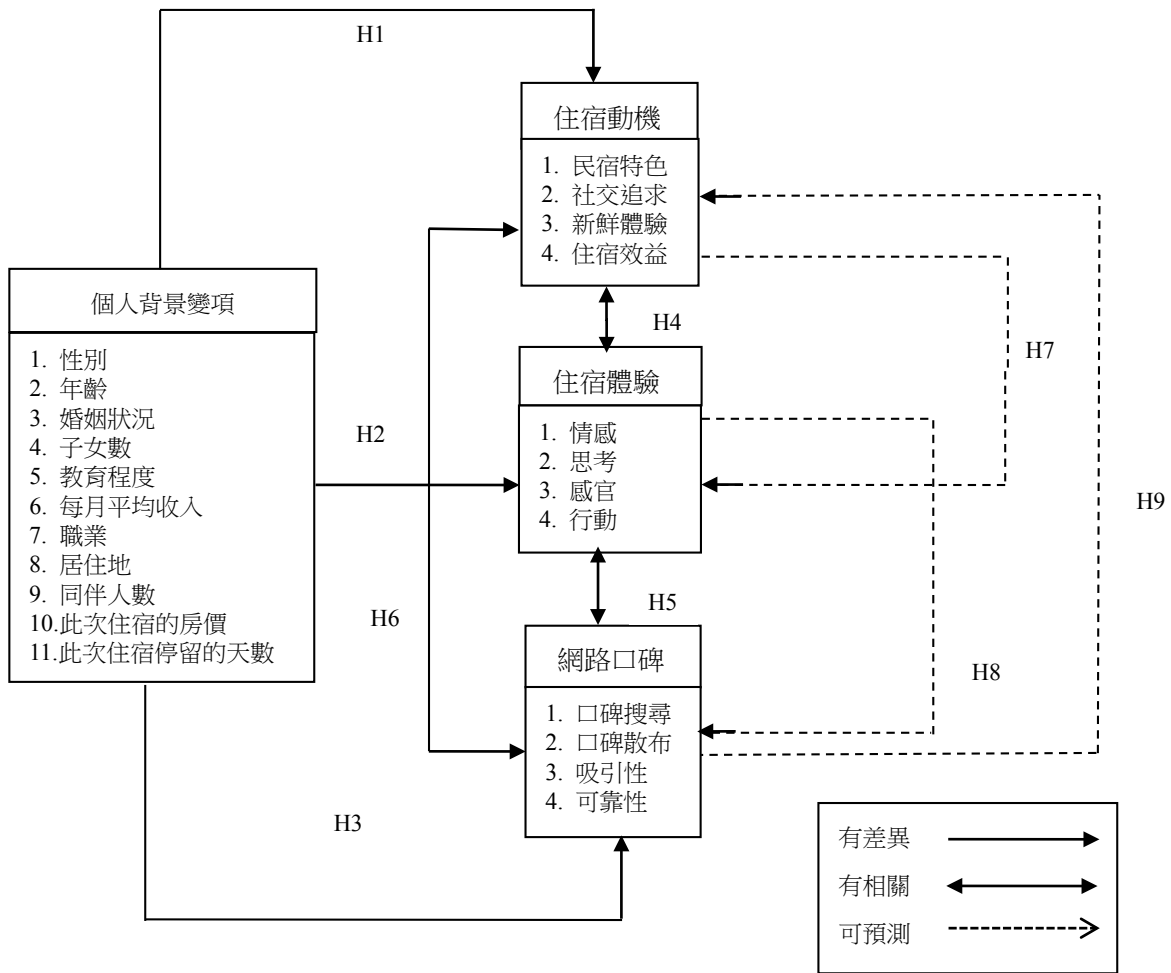 H1
住宿動機
1. 民宿特色
2. 社交追求
3. 新鮮體驗
4. 住宿效益
個人背景變項
1. 性別
2. 年齡
3. 婚姻狀況
4. 子女數
5. 教育程度
6. 每月平均收入
7. 職業
8. 居住地
9. 同伴人數
10.此次住宿的房價
11.此次住宿停留的天數
H4
H7
住宿體驗
1. 情感
2. 思考
3. 感官
4. 行動
H2
H9
H5
H6
網路口碑
1. 口碑搜尋
2. 口碑散布
3. 吸引性
4. 可靠性
H8
H3
有差異
有相關
可預測